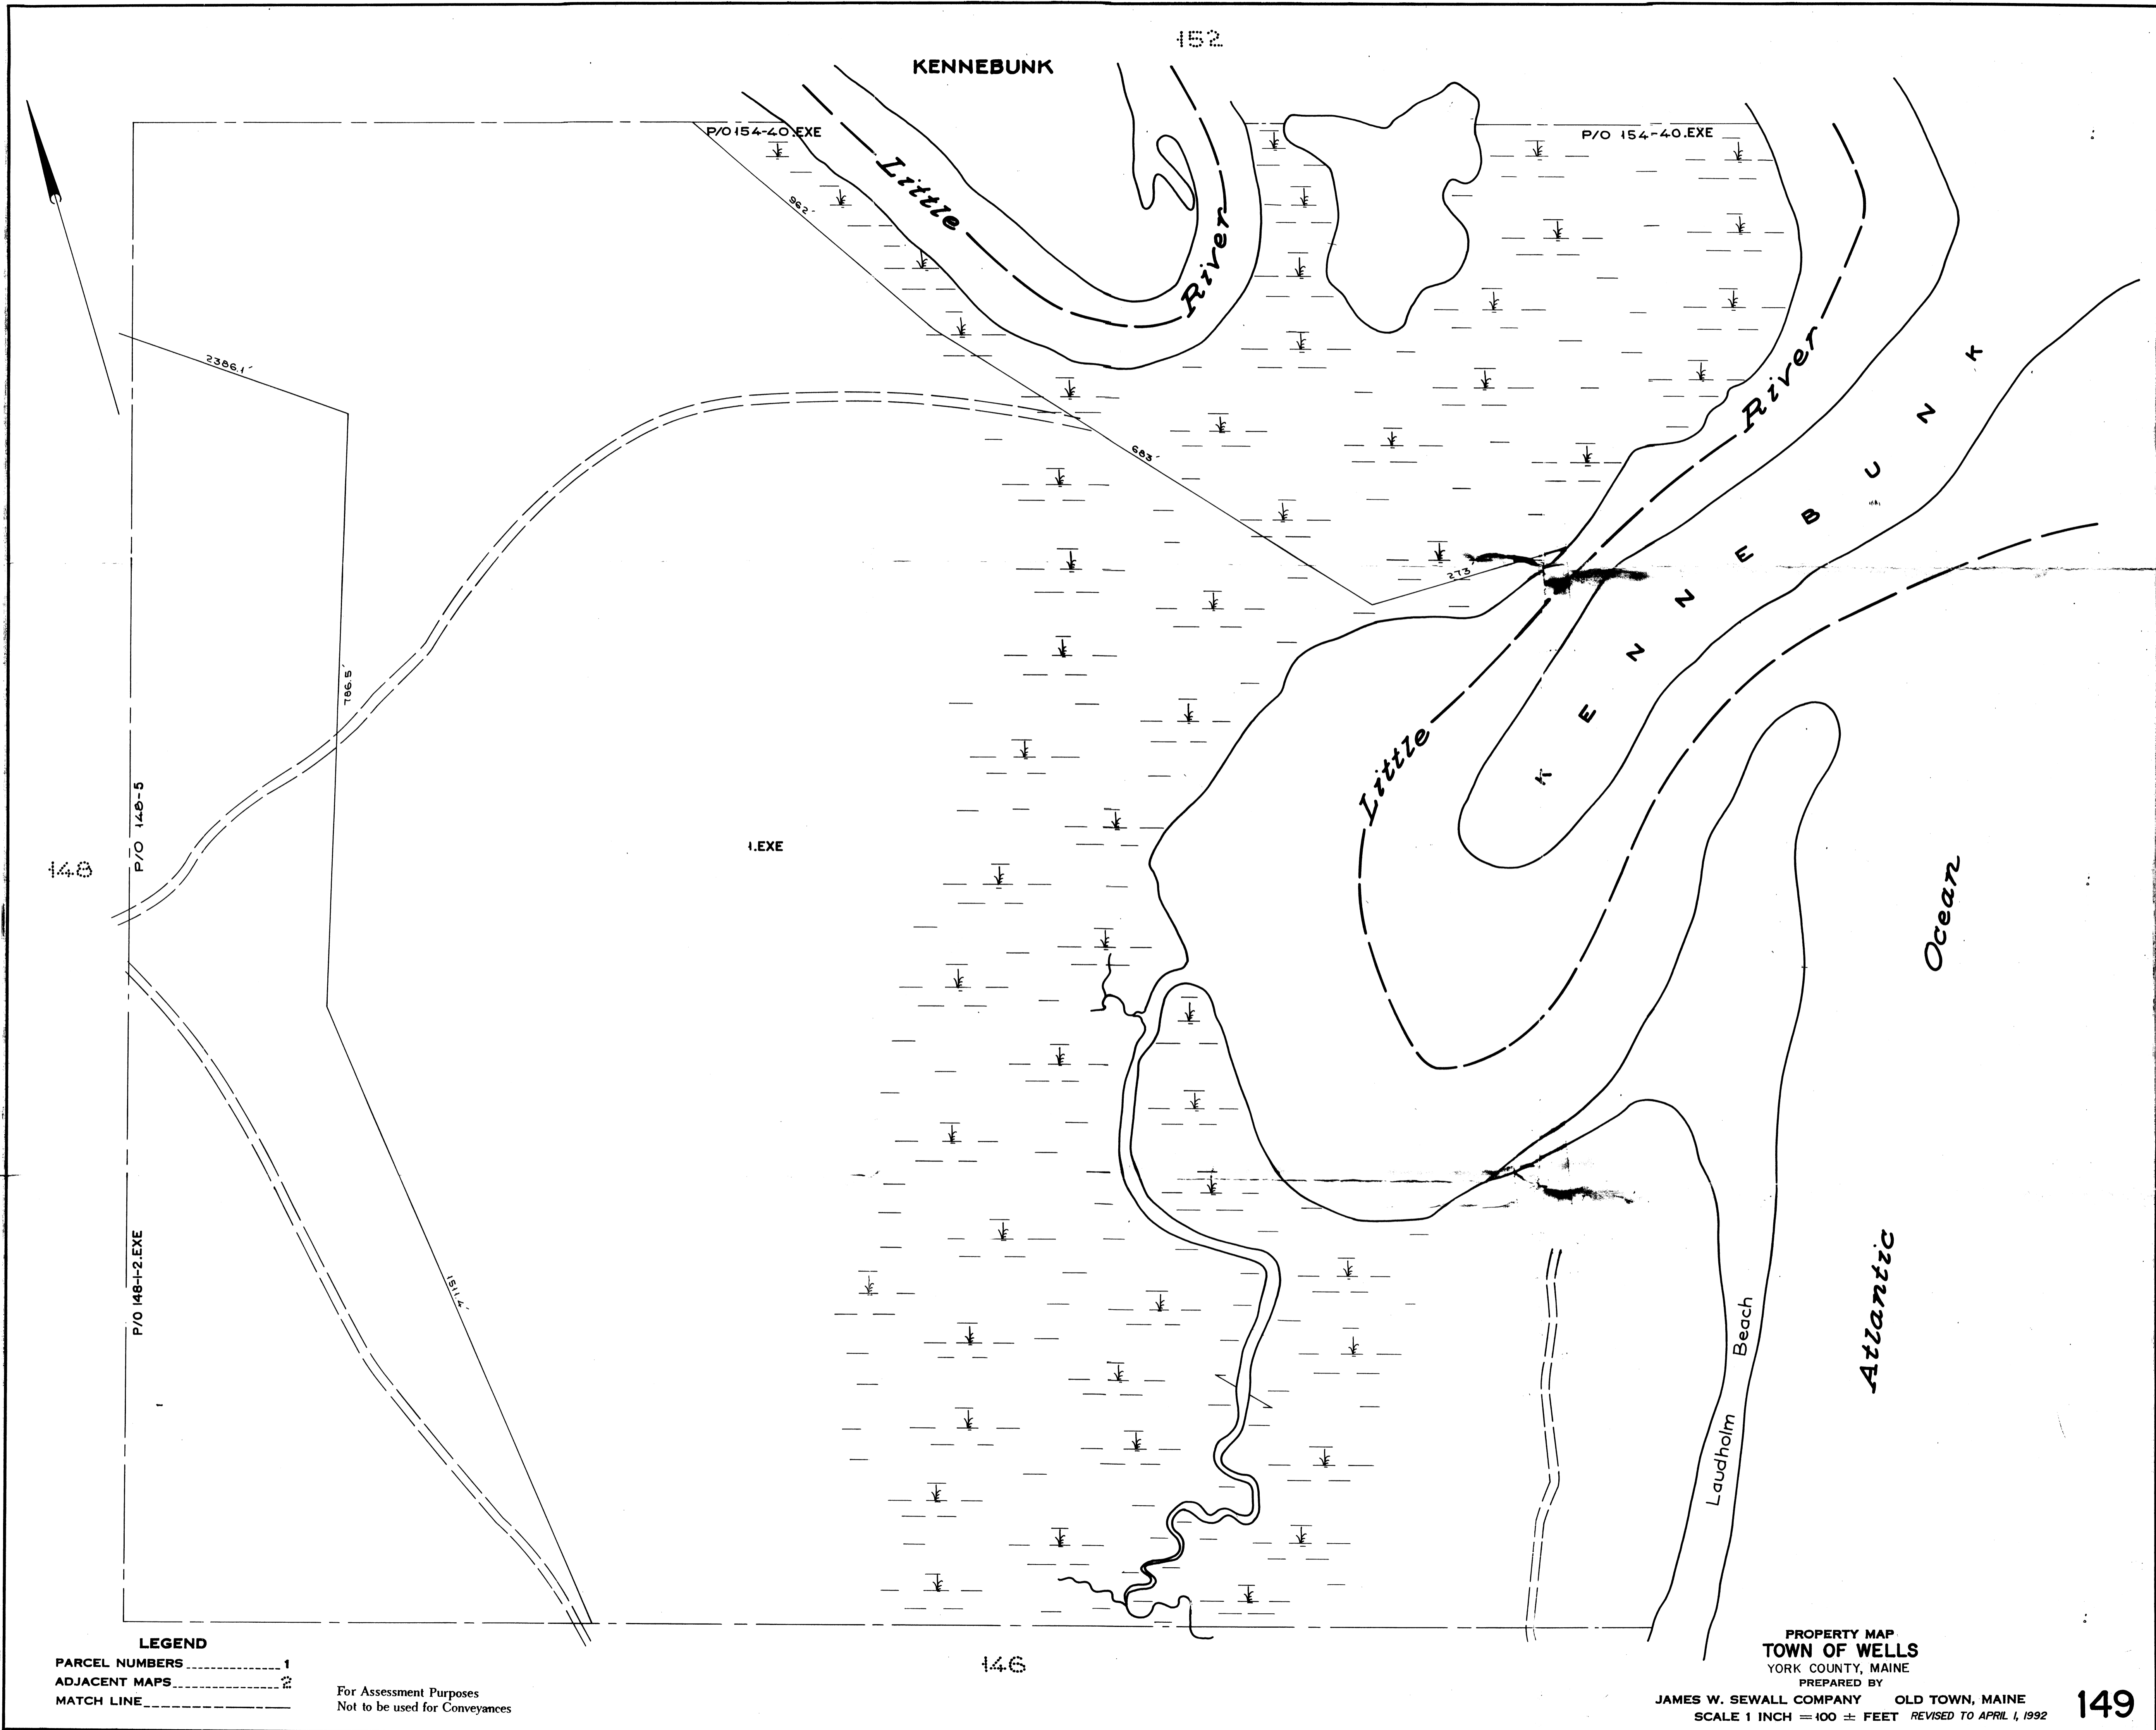 152
KENNEBUNK
P/O 154-40.EXE
P/O 154-40.EXE
Little
River
962'
2386.1'
River
KENNEBUNK
683'
273'
786.5'
Little
P/O 148-5
1.EXE
148
Ocean
P/O 148-1-2.EXE
1511.4'
Atlantic
Laudholm Beach
LEGEND
PARCEL NUMBERS 1
ADJACENT MAPS 2
MATCH LINE
For Assessment Purposes
Not to be used for Conveyances
146
PROPERTY MAP
TOWN OF WELLS
YORK COUNTY, MAINE
PREPARED BY
JAMES W. SEWALL COMPANY OLD TOWN, MAINE
SCALE 1 INCH = 100 ± FEET REVISED TO APRIL 1, 1992
149